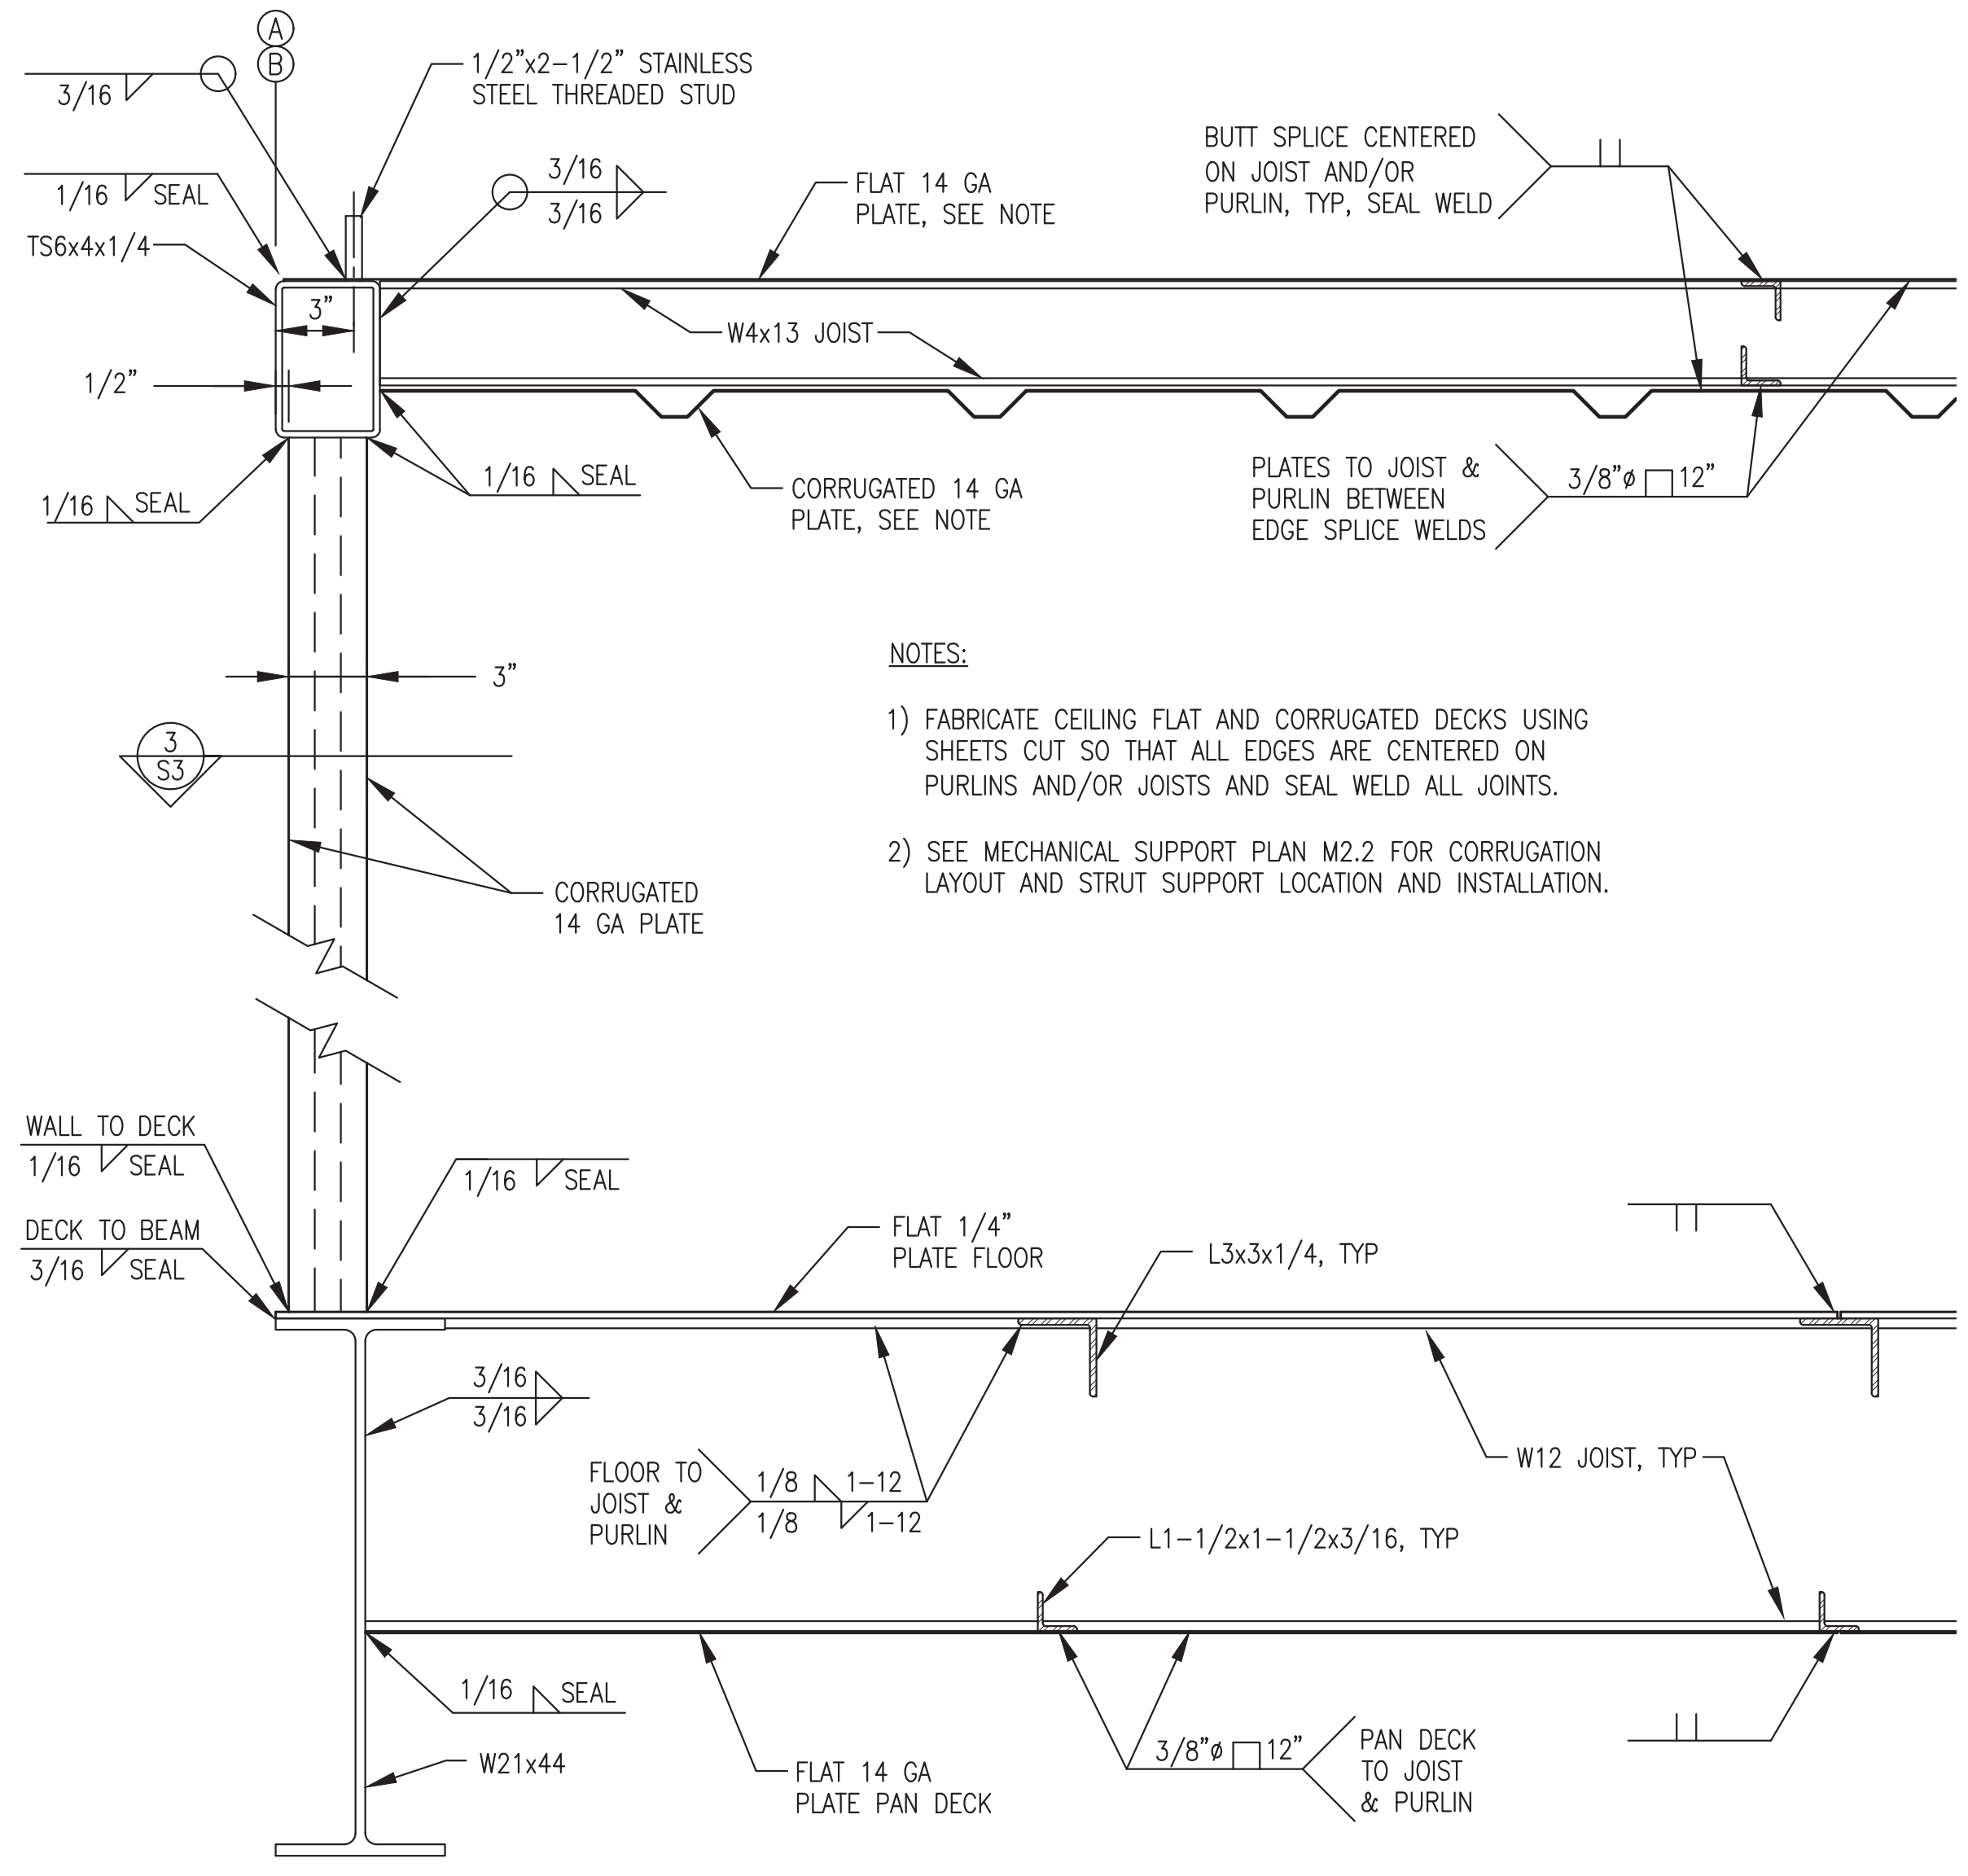 A
B
3/16
1/2"x2-1/2" STAINLESS
STEEL THREADED STUD
1/16 SEAL
3/16
3/16
FLAT 14 GA
PLATE, SEE NOTE
BUTT SPLICE CENTERED
ON JOIST AND/OR
PURLIN, TYP, SEAL WELD
TS6x4x1/4
3"
W4x13 JOIST
1/2"
1/16 SEAL
1/16 SEAL
CORRUGATED 14 GA
PLATE, SEE NOTE
PLATES TO JOIST &
PURLIN BETWEEN
EDGE SPLICE WELDS
3/8"ø 12"
3"
NOTES:
1) FABRICATE CEILING FLAT AND CORRUGATED DECKS USING
SHEETS CUT SO THAT ALL EDGES ARE CENTERED ON
PURLINS AND/OR JOISTS AND SEAL WELD ALL JOINTS.
2) SEE MECHANICAL SUPPORT PLAN M2.2 FOR CORRUGATION
LAYOUT AND STRUT SUPPORT LOCATION AND INSTALLATION.
3
S3
CORRUGATED
14 GA PLATE
WALL TO DECK
1/16 SEAL
1/16 SEAL
DECK TO BEAM
3/16 SEAL
FLAT 1/4"
PLATE FLOOR
L3x3x1/4, TYP
3/16
3/16
FLOOR TO
JOIST &
PURLIN
1/8 1-12
1/8 1-12
W12 JOIST, TYP
L1-1/2x1-1/2x3/16, TYP
1/16 SEAL
W21x44
FLAT 14 GA
PLATE PAN DECK
3/8"ø 12"
PAN DECK
TO JOIST
& PURLIN